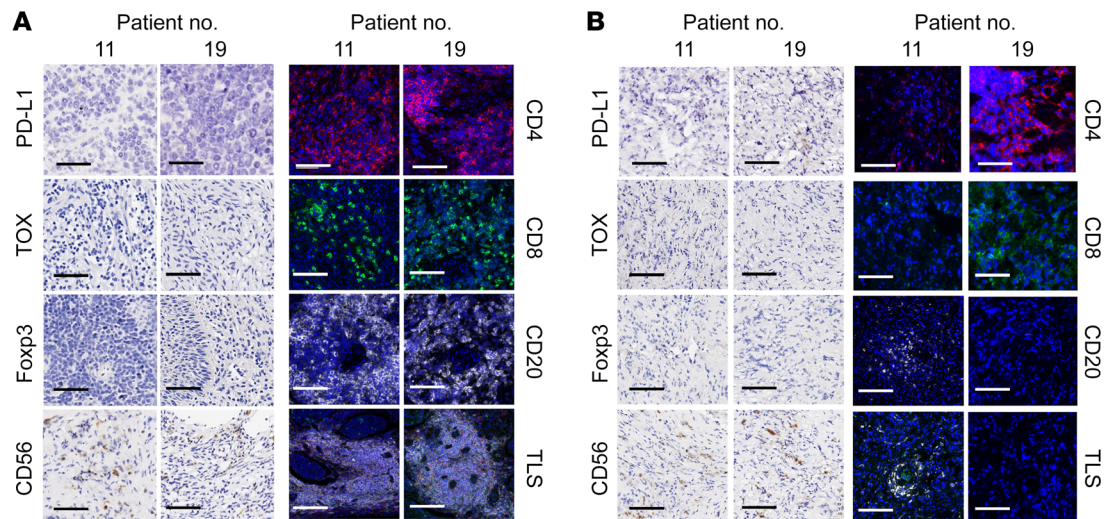 A
Patient no.
11 19
PD-L1
TOX
Foxp3
CD56
Patient no.
11 19
CD4
CD8
CD20
TLS
B
Patient no.
11 19
PD-L1
TOX
Foxp3
CD56
Patient no.
11 19
CD4
CD8
CD20
TLS